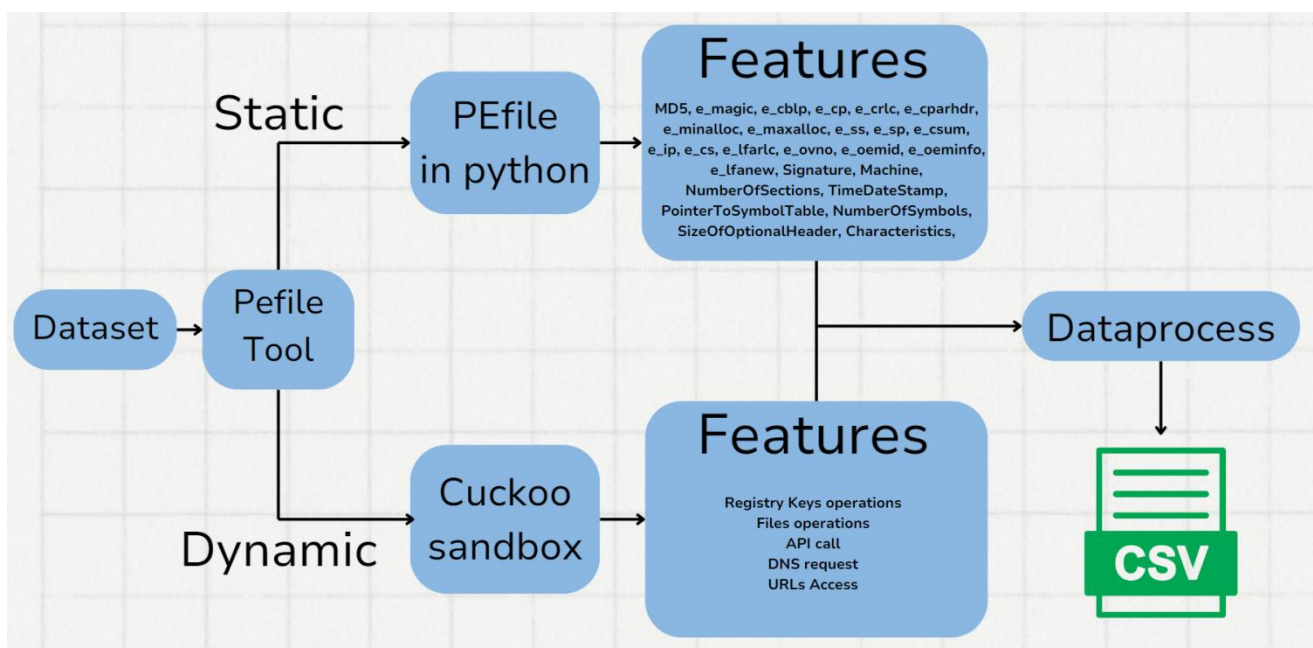 Static
PEfile
in python
Features
MD5, e_magic, e_cblp, e_cp, e_crlc, e_cparhdr,
e_minalloc, e_maxalloc, e_ss, e_sp, e_csum,
e_ip, e_cs, e_lfarlc, e_ovno, e_oemid, e_oeminfo,
e_lfanew, Signature, Machine,
NumberOfSections, TimeDateStamp,
PointerToSymbolTable, NumberOfSymbols,
SizeOfOptionalHeader, Characteristics,
Dataset
Pefile
Tool
Dataprocess
Dynamic
Cuckoo
sandbox
Features
Registry Keys operations
Files operations
API call
DNS request
URLs Access
CSV